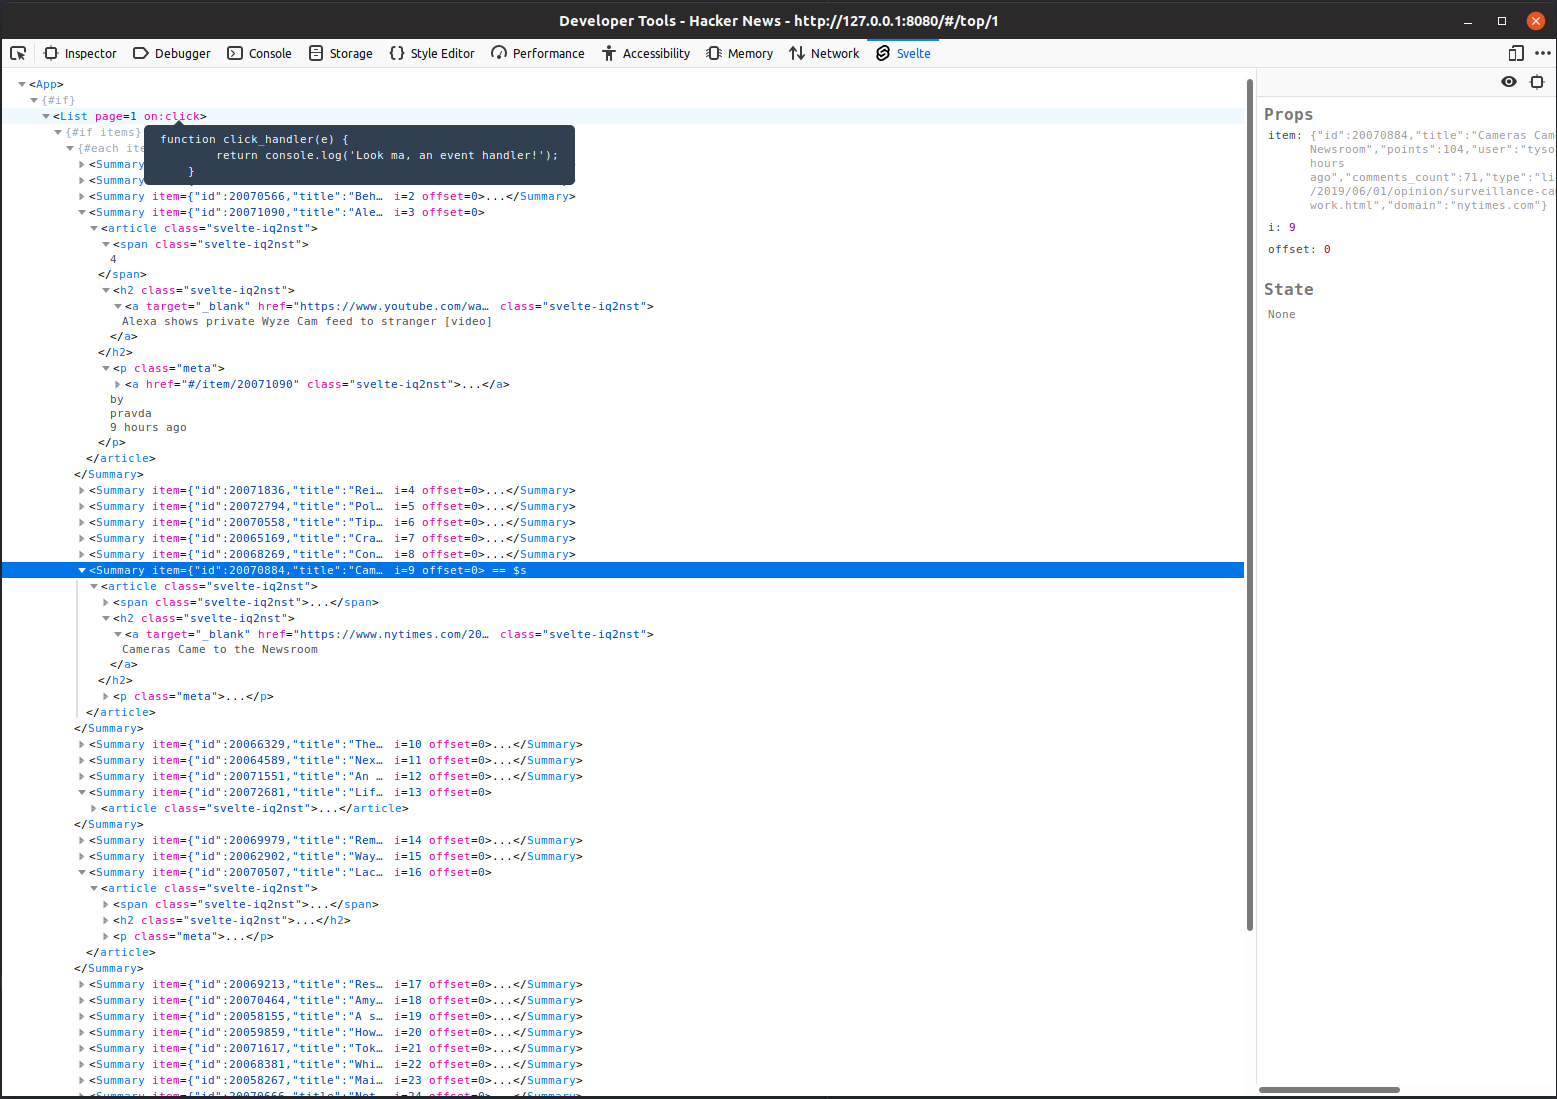 Developer Tools - Hacker News - http://127.0.0.1:8080/#/top/1
Inspector Debugger Console Storage {} Style Editor Performance Accessibility Memory Network Svelte
<App>
{#if}
<List page=1 on:click>
{#if items}
function click_handler(e) {
return console.log('Look ma, an event handler!');
}
{#each ite
<Summary
<Summary
<Summary item={"id":20070566,"title":"Beh… i=2 offset=0>...</Summary>
<Summary item={"id":20071090,"title":"Ale… i=3 offset=0>
<article class="svelte-iq2nst">
<span class="svelte-iq2nst">
4
</span>
<h2 class="svelte-iq2nst">
<a target="_blank" href="https://www.youtube.com/wa… class="svelte-iq2nst">
Alexa shows private Wyze Cam feed to stranger [video]
</a>
</h2>
<p class="meta">
<a href="#/item/20071090" class="svelte-iq2nst">...</a>
by
pravda
9 hours ago
</p>
</article>
</Summary>
<Summary item={"id":20071836,"title":"Rei… i=4 offset=0>...</Summary>
<Summary item={"id":20072794,"title":"Pol… i=5 offset=0>...</Summary>
<Summary item={"id":20070558,"title":"Tip… i=6 offset=0>...</Summary>
<Summary item={"id":20065169,"title":"Cra… i=7 offset=0>...</Summary>
<Summary item={"id":20068269,"title":"Con… i=8 offset=0>...</Summary>
<Summary item={"id":20070884,"title":"Cam… i=9 offset=0> == $s
<article class="svelte-iq2nst">
<span class="svelte-iq2nst">...</span>
<h2 class="svelte-iq2nst">
<a target="_blank" href="https://www.nytimes.com/20… class="svelte-iq2nst">
Cameras Came to the Newsroom
</a>
</h2>
<p class="meta">...</p>
</article>
</Summary>
<Summary item={"id":20066329,"title":"The… i=10 offset=0>...</Summary>
<Summary item={"id":20064589,"title":"Nex… i=11 offset=0>...</Summary>
<Summary item={"id":20071551,"title":"An … i=12 offset=0>...</Summary>
<Summary item={"id":20072681,"title":"Lif… i=13 offset=0>
<article class="svelte-iq2nst">...</article>
</Summary>
<Summary item={"id":20069979,"title":"Rem… i=14 offset=0>...</Summary>
<Summary item={"id":20062902,"title":"Way… i=15 offset=0>...</Summary>
<Summary item={"id":20070507,"title":"Lac… i=16 offset=0>
<article class="svelte-iq2nst">
<span class="svelte-iq2nst">...</span>
<h2 class="svelte-iq2nst">...</h2>
<p class="meta">...</p>
</article>
</Summary>
<Summary item={"id":20069213,"title":"Res… i=17 offset=0>...</Summary>
<Summary item={"id":20070464,"title":"Amy… i=18 offset=0>...</Summary>
<Summary item={"id":20058155,"title":"A s… i=19 offset=0>...</Summary>
<Summary item={"id":20059859,"title":"How… i=20 offset=0>...</Summary>
<Summary item={"id":20071617,"title":"Tok… i=21 offset=0>...</Summary>
<Summary item={"id":20068381,"title":"Whi… i=22 offset=0>...</Summary>
<Summary item={"id":20058267,"title":"Mai… i=23 offset=0>...</Summary>
Props
item: {"id":20070884,"title":"Cameras Cam
Newsroom","points":104,"user":"tyso
hours
ago","comments_count":71,"type":"li
/2019/06/01/opinion/surveillance-ca
work.html","domain":"nytimes.com"}
i: 9
offset: 0
State
None